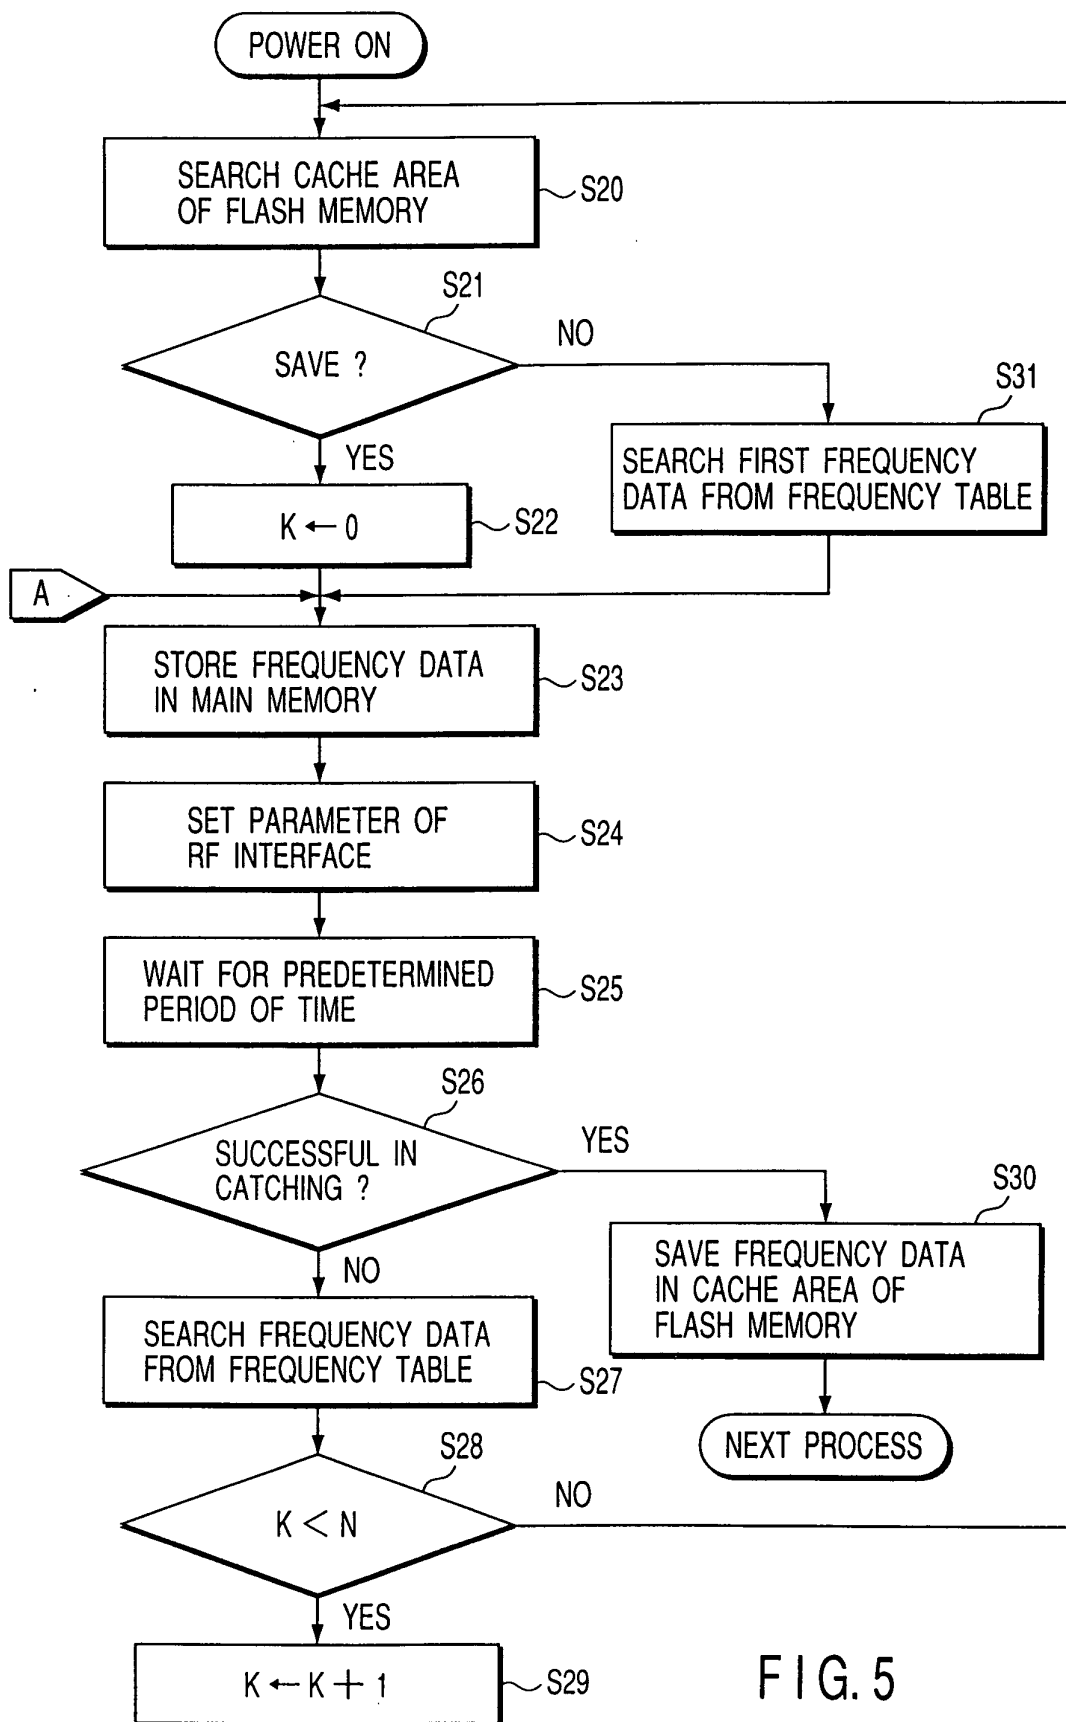 POWER ON
SEARCH CACHE AREA
OF FLASH MEMORY
S20
S21
SAVE ?
NO
YES
S31
SEARCH FIRST FREQUENCY
DATA FROM FREQUENCY TABLE
K ← 0
S22
A
STORE FREQUENCY DATA
IN MAIN MEMORY
S23
SET PARAMETER OF
RF INTERFACE
S24
WAIT FOR PREDETERMINED
PERIOD OF TIME
S25
S26
SUCCESSFUL IN
CATCHING ?
YES
NO
S30
SAVE FREQUENCY DATA
IN CACHE AREA OF
FLASH MEMORY
SEARCH FREQUENCY DATA
FROM FREQUENCY TABLE
S27
NEXT PROCESS
S28
K < N
NO
YES
K ← K + 1
S29
FIG. 5